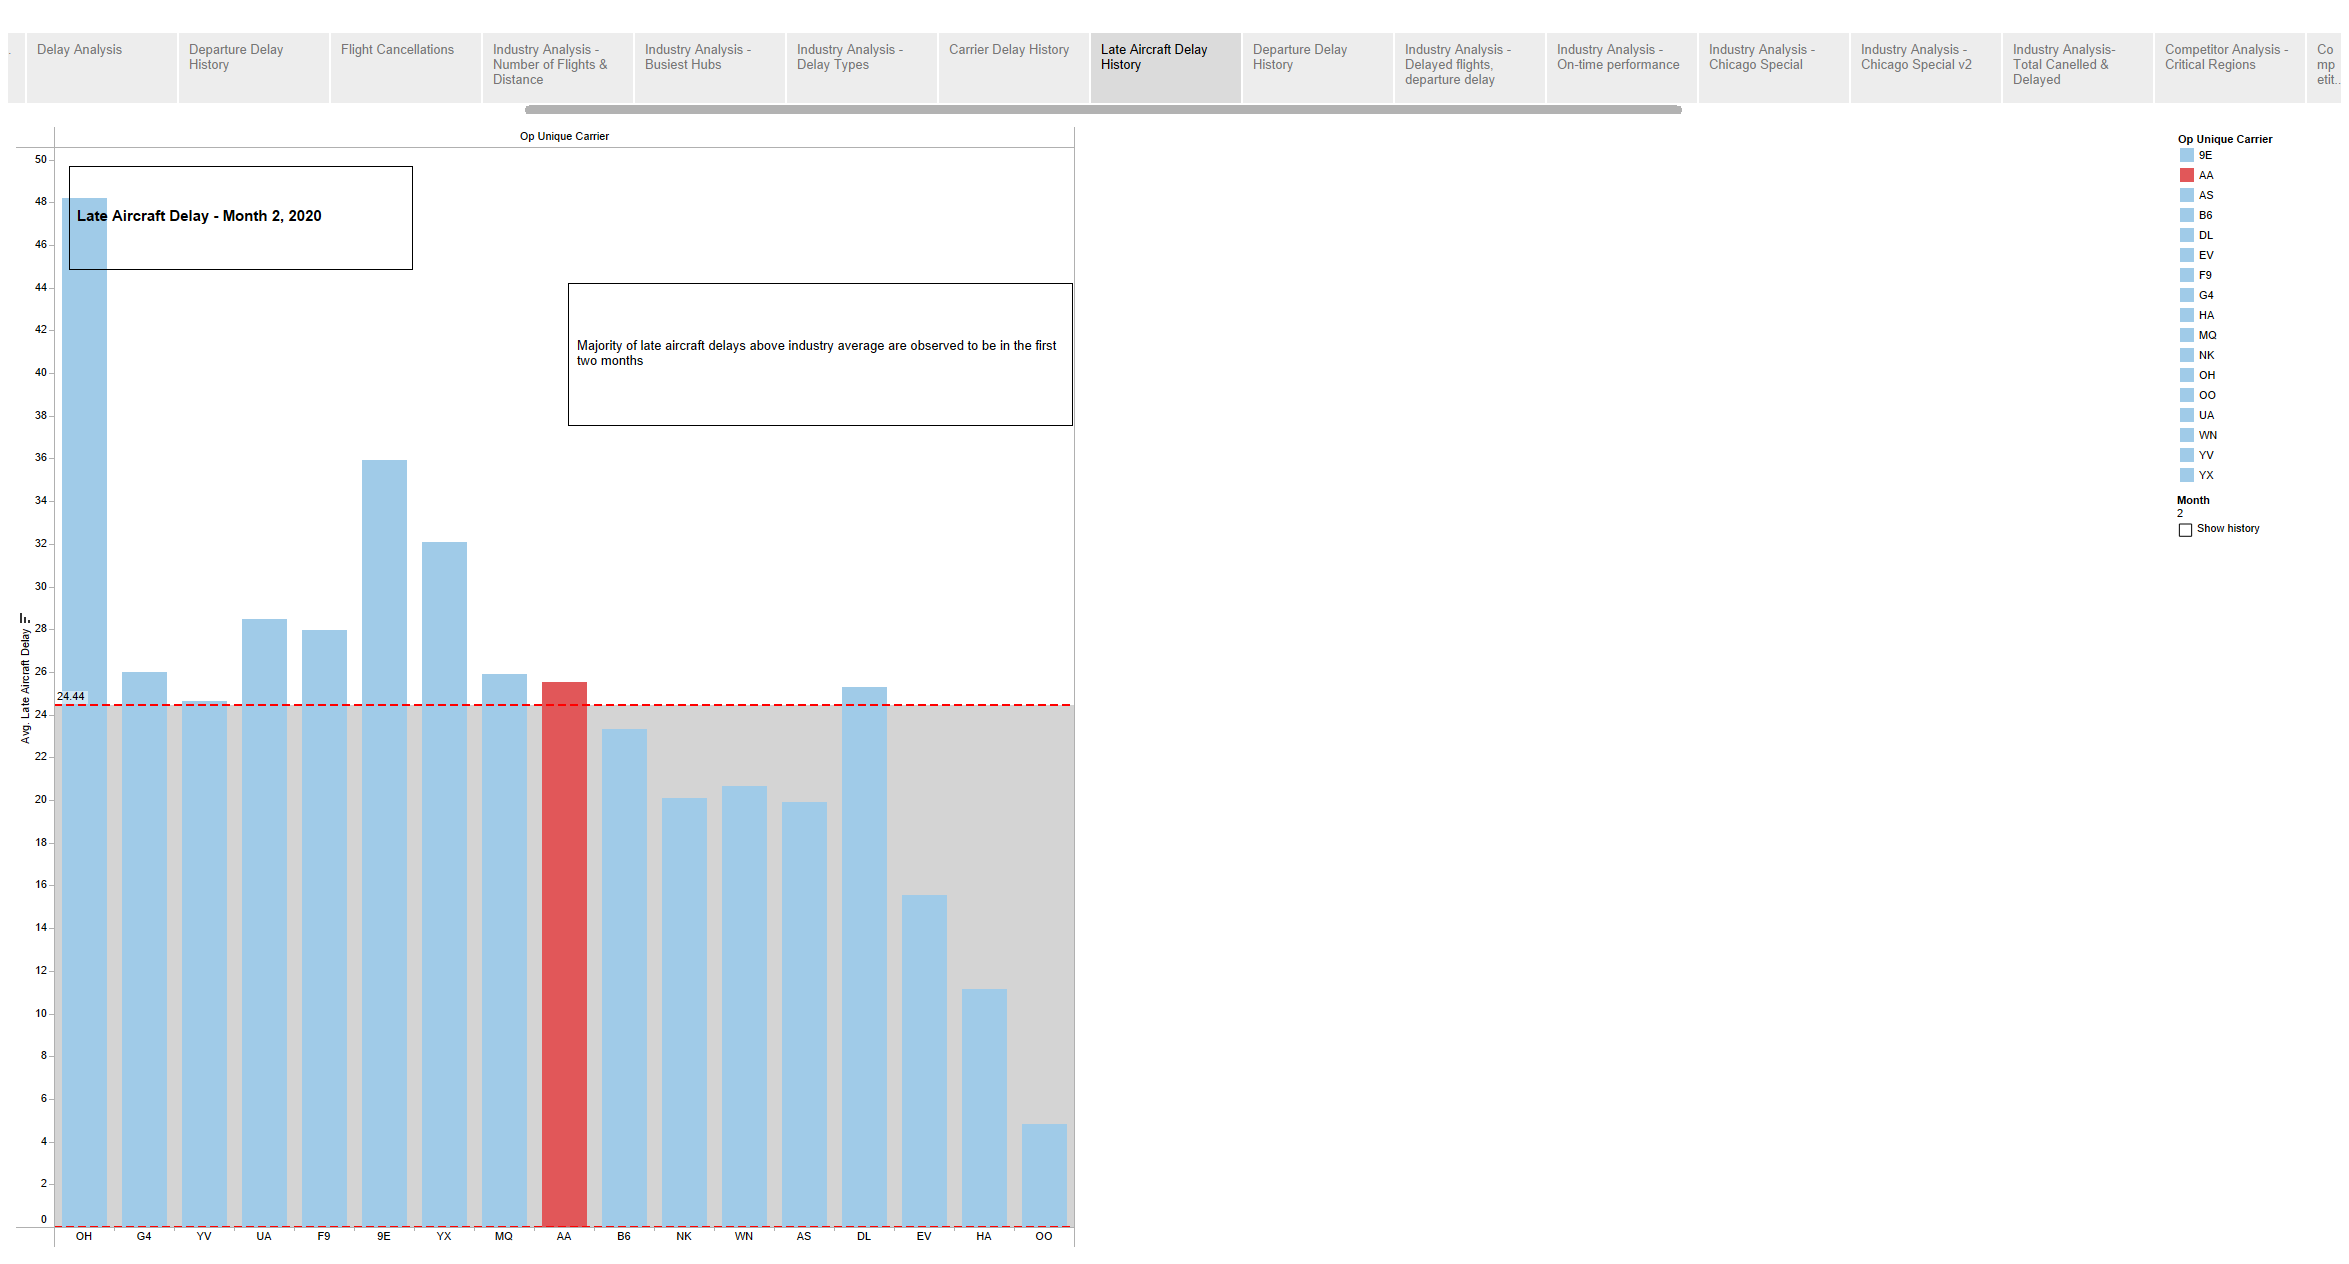 Delay Analysis
Departure Delay
History
Flight Cancellations
Industry Analysis -
Number of Flights &
Distance
Industry Analysis -
Busiest Hubs
Industry Analysis -
Delay Types
Carrier Delay History
Late Aircraft Delay
History
Departure Delay
History
Industry Analysis -
Delayed flights,
departure delay
Industry Analysis -
On-time performance
Industry Analysis -
Chicago Special
Industry Analysis -
Chicago Special v2
Industry Analysis-
Total Canelled &
Delayed
Competitor Analysis -
Critical Regions
Co
mp
etit..
Op Unique Carrier
50
48
46
44
42
40
38
36
34
32
30
28
26
24
22
20
18
16
14
12
10
8
6
4
2
0
Avg. Late Aircraft Delay
Late Aircraft Delay - Month 2, 2020
Majority of late aircraft delays above industry average are observed to be in the first
two months
24.44
OH G4 YV UA F9 9E YX MQ AA B6 NK WN AS DL EV HA OO
Op Unique Carrier
9E
AA
AS
B6
DL
EV
F9
G4
HA
MQ
NK
OH
OO
UA
WN
YV
YX
Month
2
Show history